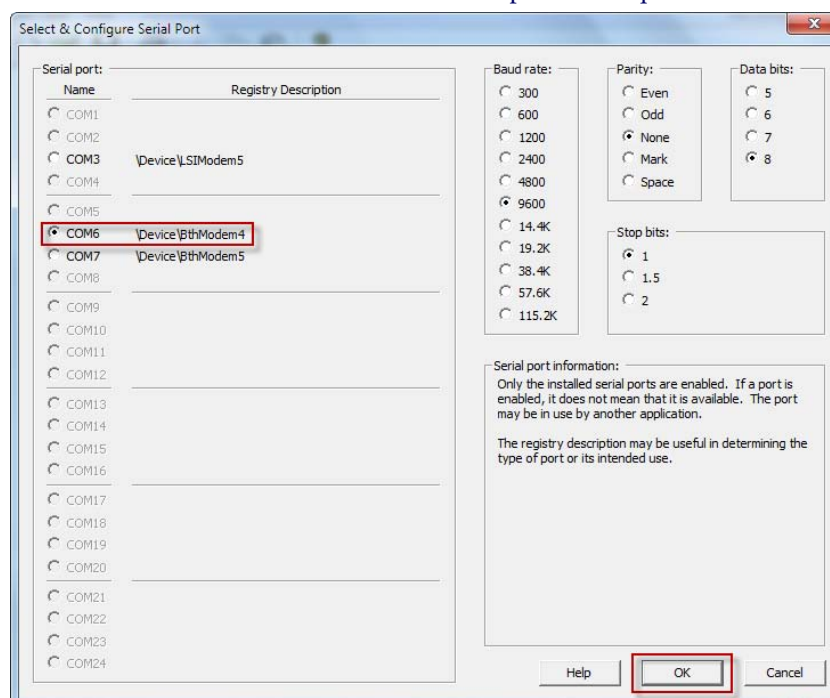 Select & Configure Serial Port
Serial port:
Name Registry Description
COM1
COM2
COM3 \Device\LSIModem5
COM4
COM5
COM6 \Device\BthModem4
COM7 \Device\BthModem5
COM8
COM9
COM10
COM11
COM12
COM13
COM14
COM15
COM16
COM17
COM18
COM19
COM20
COM21
COM22
COM23
COM24
Baud rate:
300
600
1200
2400
4800
9600
14.4K
19.2K
38.4K
57.6K
115.2K
Parity:
Even
Odd
None
Mark
Space
Data bits:
5
6
7
8
Stop bits:
1
1.5
2
Serial port information:
Only the installed serial ports are enabled. If a port is
enabled, it does not mean that it is available. The port
may be in use by another application.
The registry description may be useful in determining the
type of port or its intended use.
Help
OK
Cancel